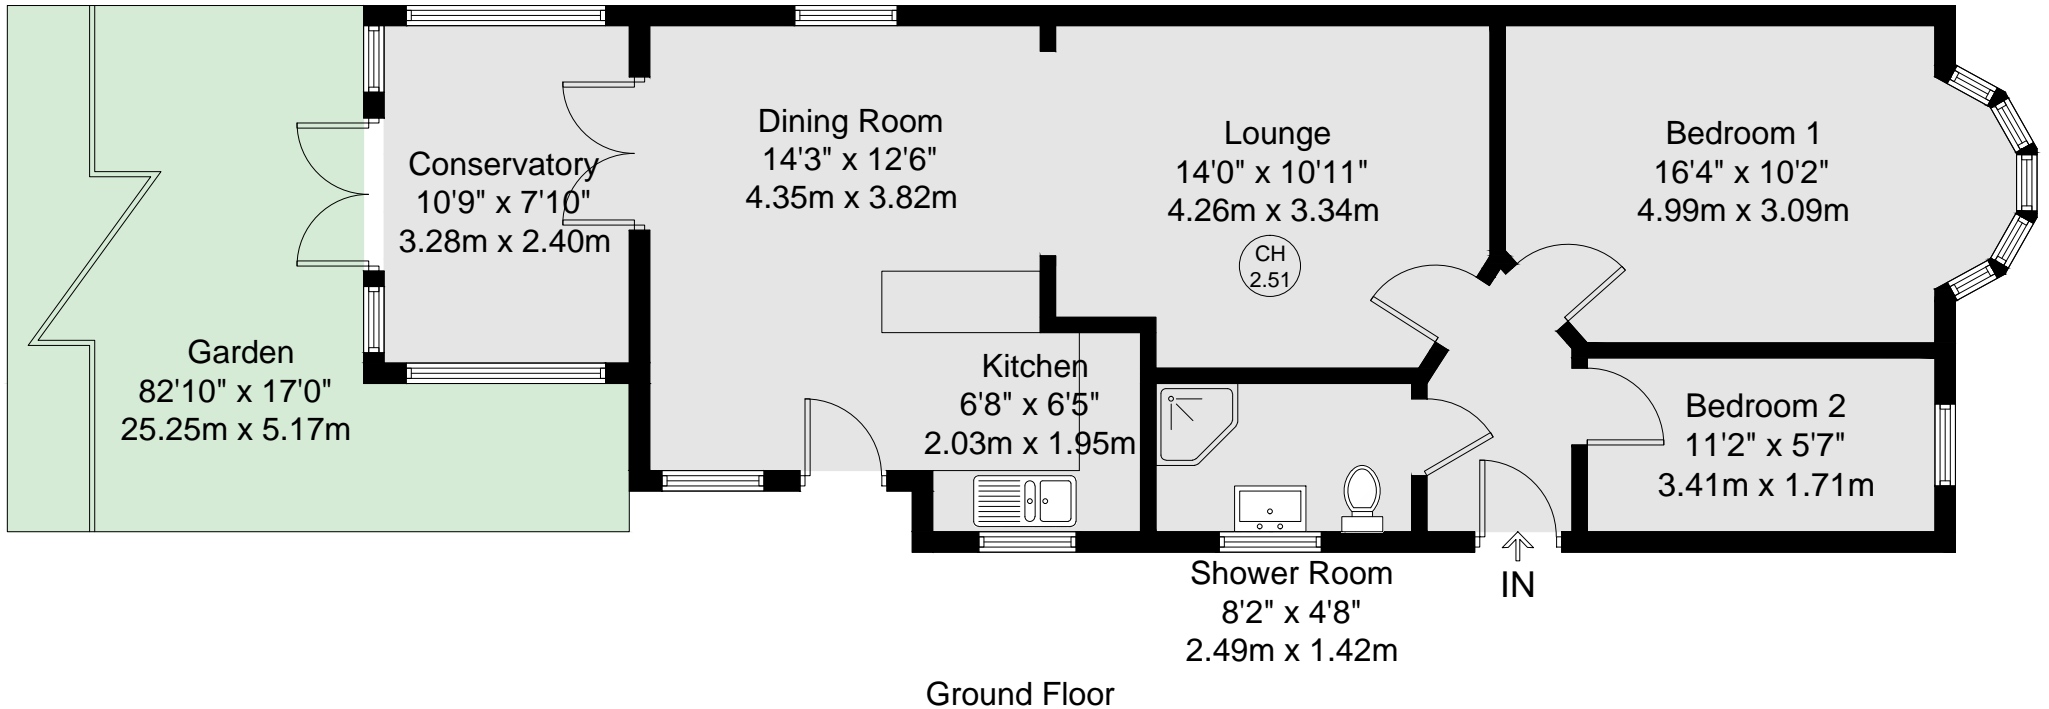 Dining Room
14'3" x 12'6"
4.35m x 3.82m
Lounge
14'0" x 10'11"
4.26m x 3.34m
CH
2.51
Bedroom 1
16'4" x 10'2"
4.99m x 3.09m
Conservatory
10'9" x 7'10"
3.28m x 2.40m
Garden
82'10" x 17'0"
25.25m x 5.17m
Kitchen
6'8" x 6'5"
2.03m x 1.95m
Bedroom 2
11'2" x 5'7"
3.41m x 1.71m
Shower Room
8'2" x 4'8"
2.49m x 1.42m
IN
Ground Floor